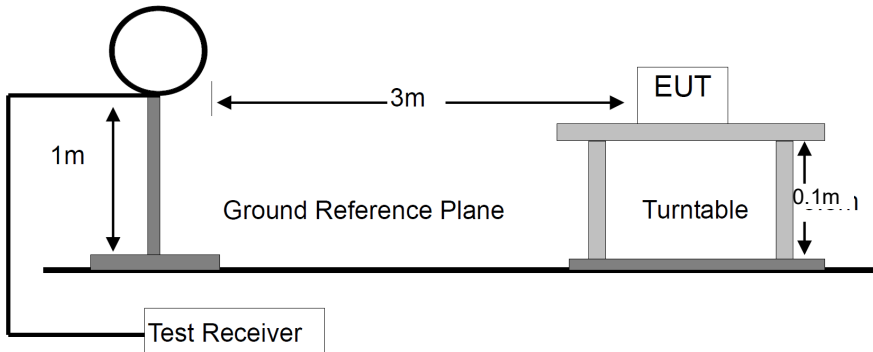 EUT
3m
1m
0.1m
Ground Reference Plane
Turntable
Test Receiver